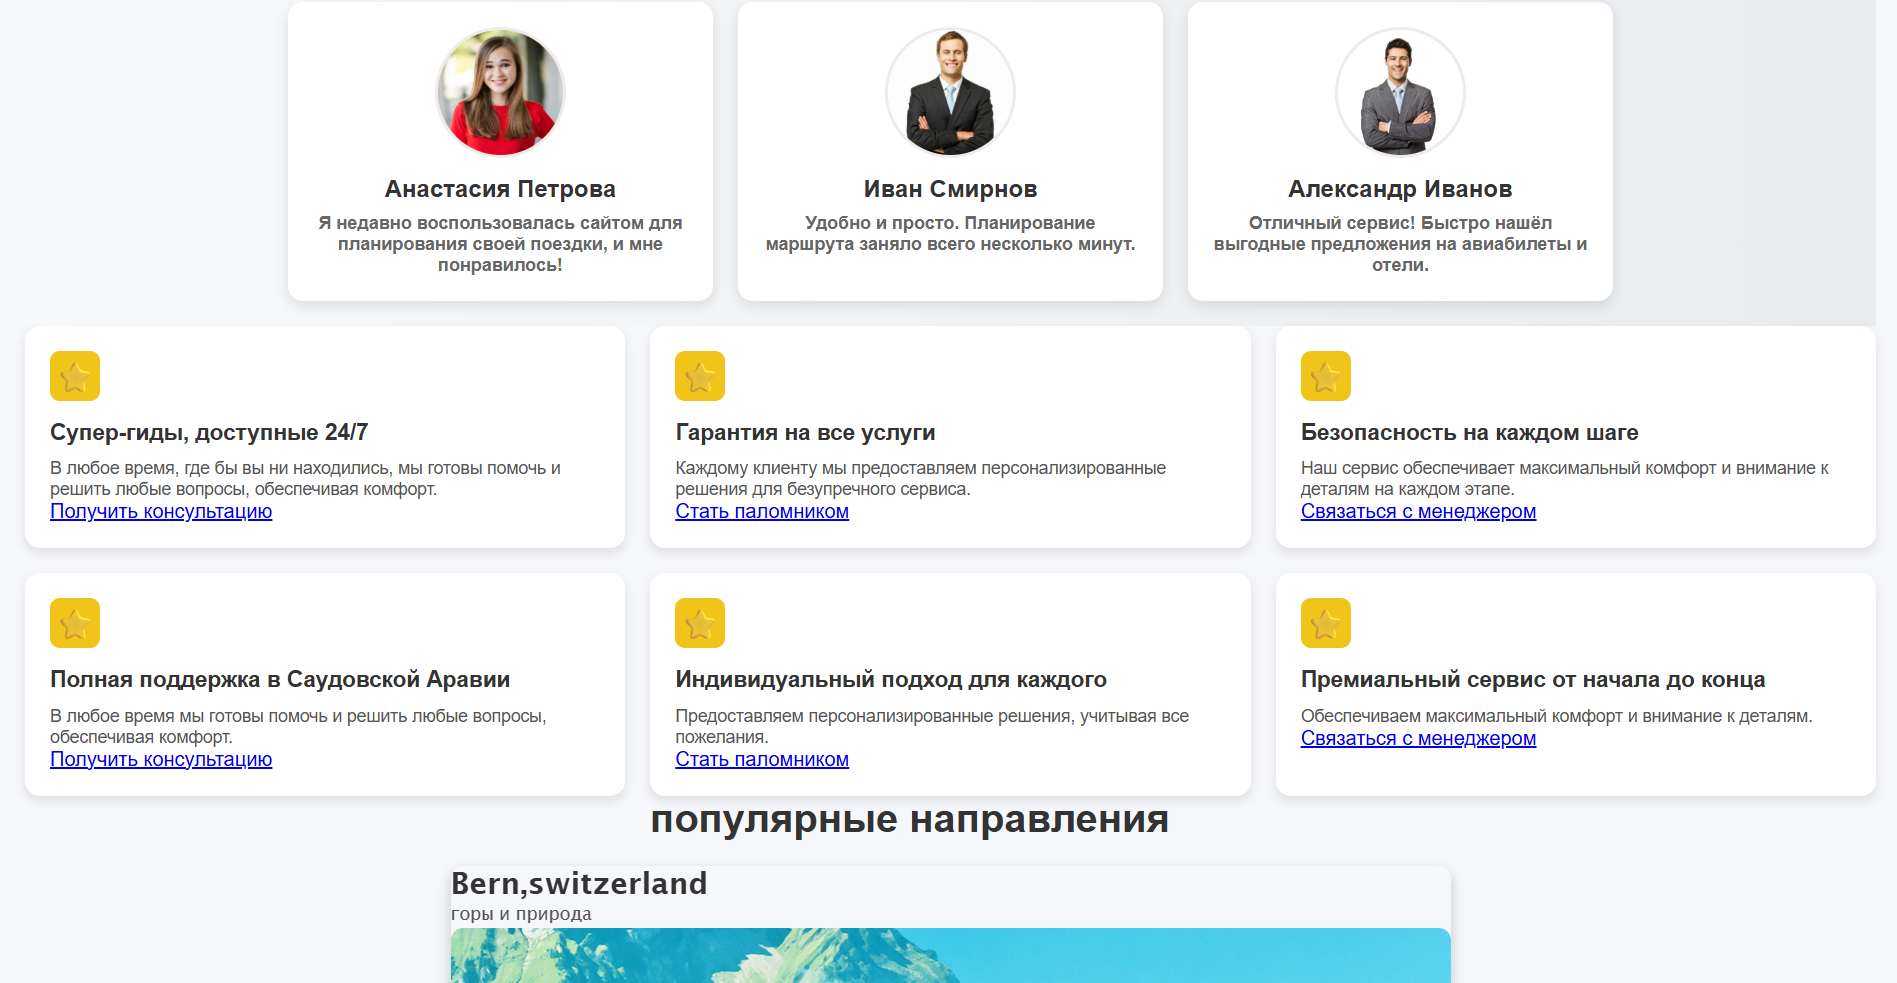 Анастасия Петрова
Я недавно воспользовалась сайтом для
планирования своей поездки, и мне
понравилось!
Иван Смирнов
Удобно и просто. Планирование
маршрута заняло всего несколько минут.
Александр Иванов
Отличный сервис! Быстро нашёл
выгодные предложения на авиабилеты и
отели.
Супер-гиды, доступные 24/7
В любое время, где бы вы ни находились, мы готовы помочь и
решить любые вопросы, обеспечивая комфорт.
Получить консультацию
Гарантия на все услуги
Каждому клиенту мы предоставляем персонализированные
решения для безупречного сервиса.
Стать паломником
Безопасность на каждом шаге
Наш сервис обеспечивает максимальный комфорт и внимание к
деталям на каждом этапе.
Связаться с менеджером
Полная поддержка в Саудовской Аравии
В любое время мы готовы помочь и решить любые вопросы,
обеспечивая комфорт.
Получить консультацию
Индивидуальный подход для каждого
Предоставляем персонализированные решения, учитывая все
пожелания.
Стать паломником
Премиальный сервис от начала до конца
Обеспечиваем максимальный комфорт и внимание к деталям.
Связаться с менеджером
популярные направления
Bern,switzerland
горы и природа